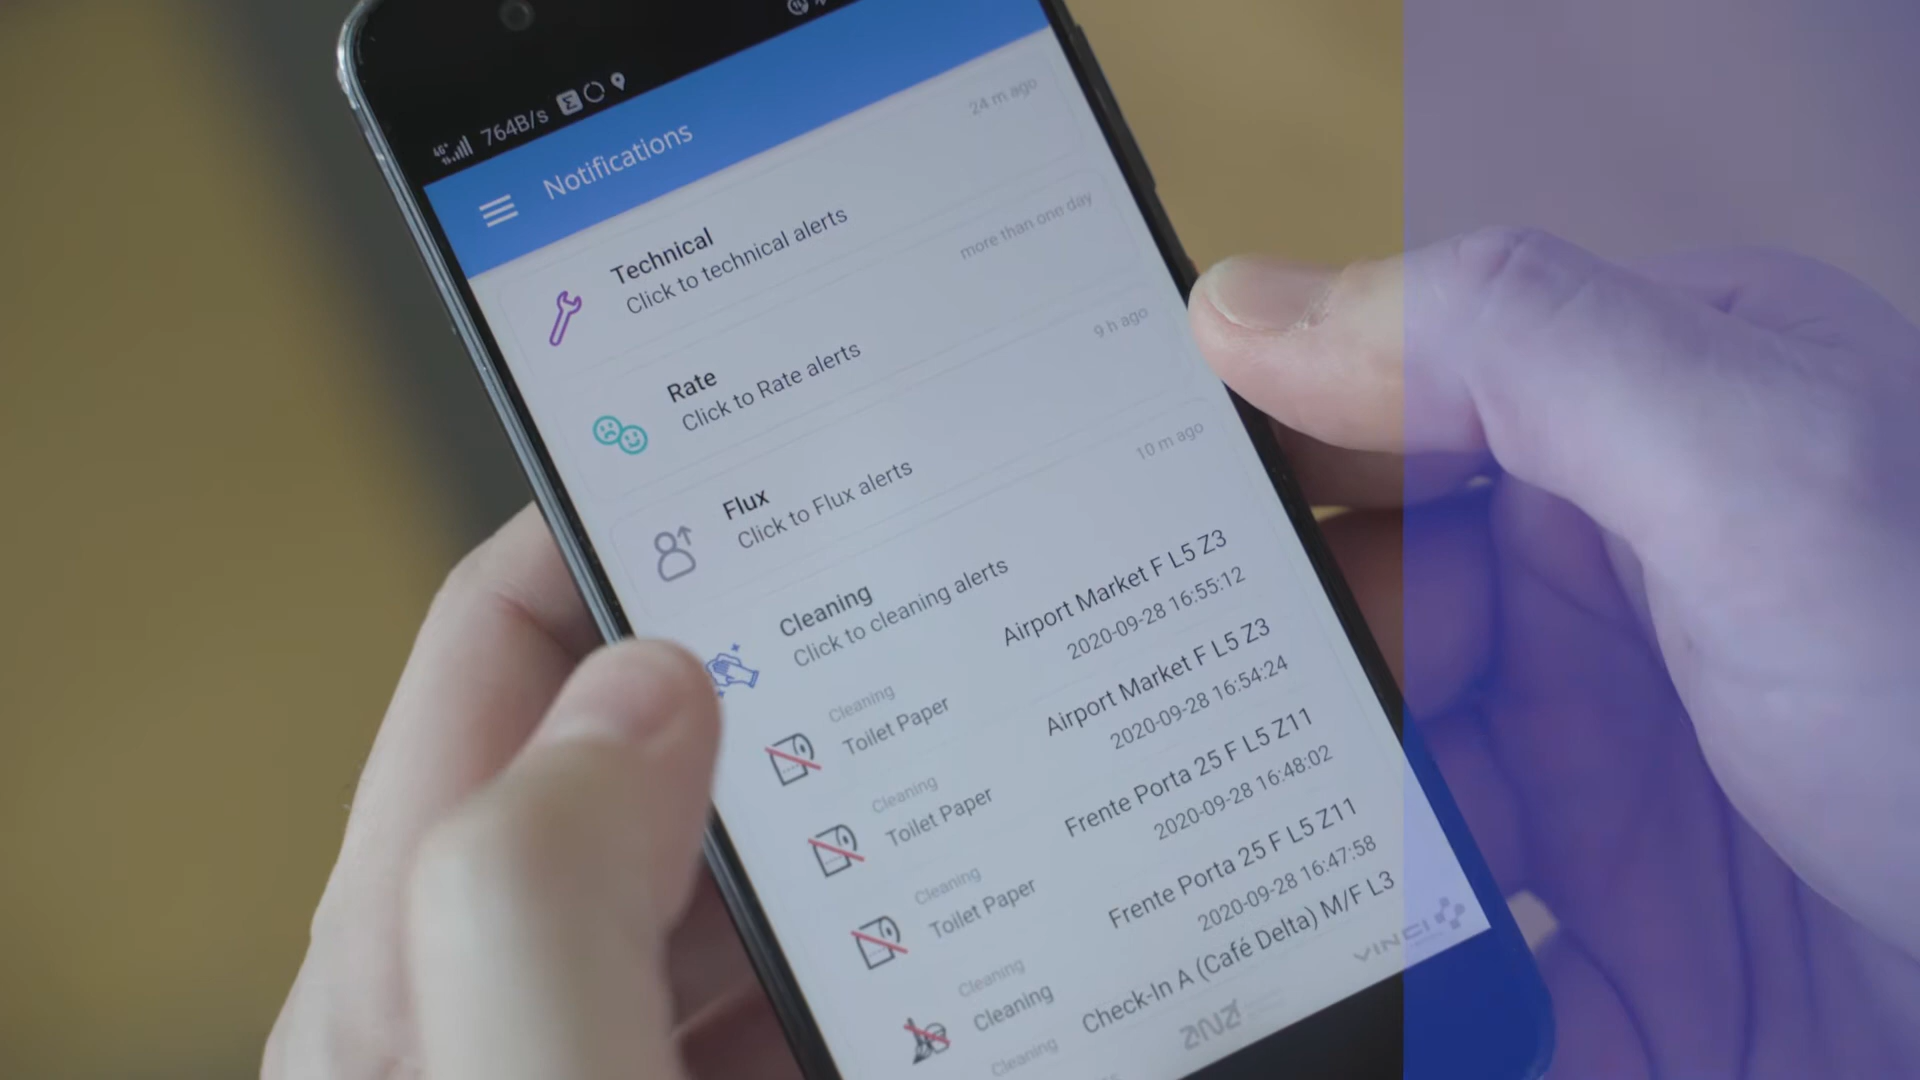 764B/s
Notifications
Technical
Click to technical alerts
24 m ago
Rate
Click to Rate alerts
more than one day
Flux
Click to Flux alerts
9 h ago
Cleaning
Click to cleaning alerts
10 m ago
Cleaning
Toilet Paper
Airport Market F L5 Z3
2020-09-28 16:55:12
Cleaning
Toilet Paper
Airport Market F L5 Z3
2020-09-28 16:54:24
Cleaning
Toilet Paper
Frente Porta 25 F L5 Z11
2020-09-28 16:48:02
Cleaning
Cleaning
Frente Porta 25 F L5 Z11
2020-09-28 16:47:58
Cleaning
Check-In A (Café Delta) M/F L3
VINCI